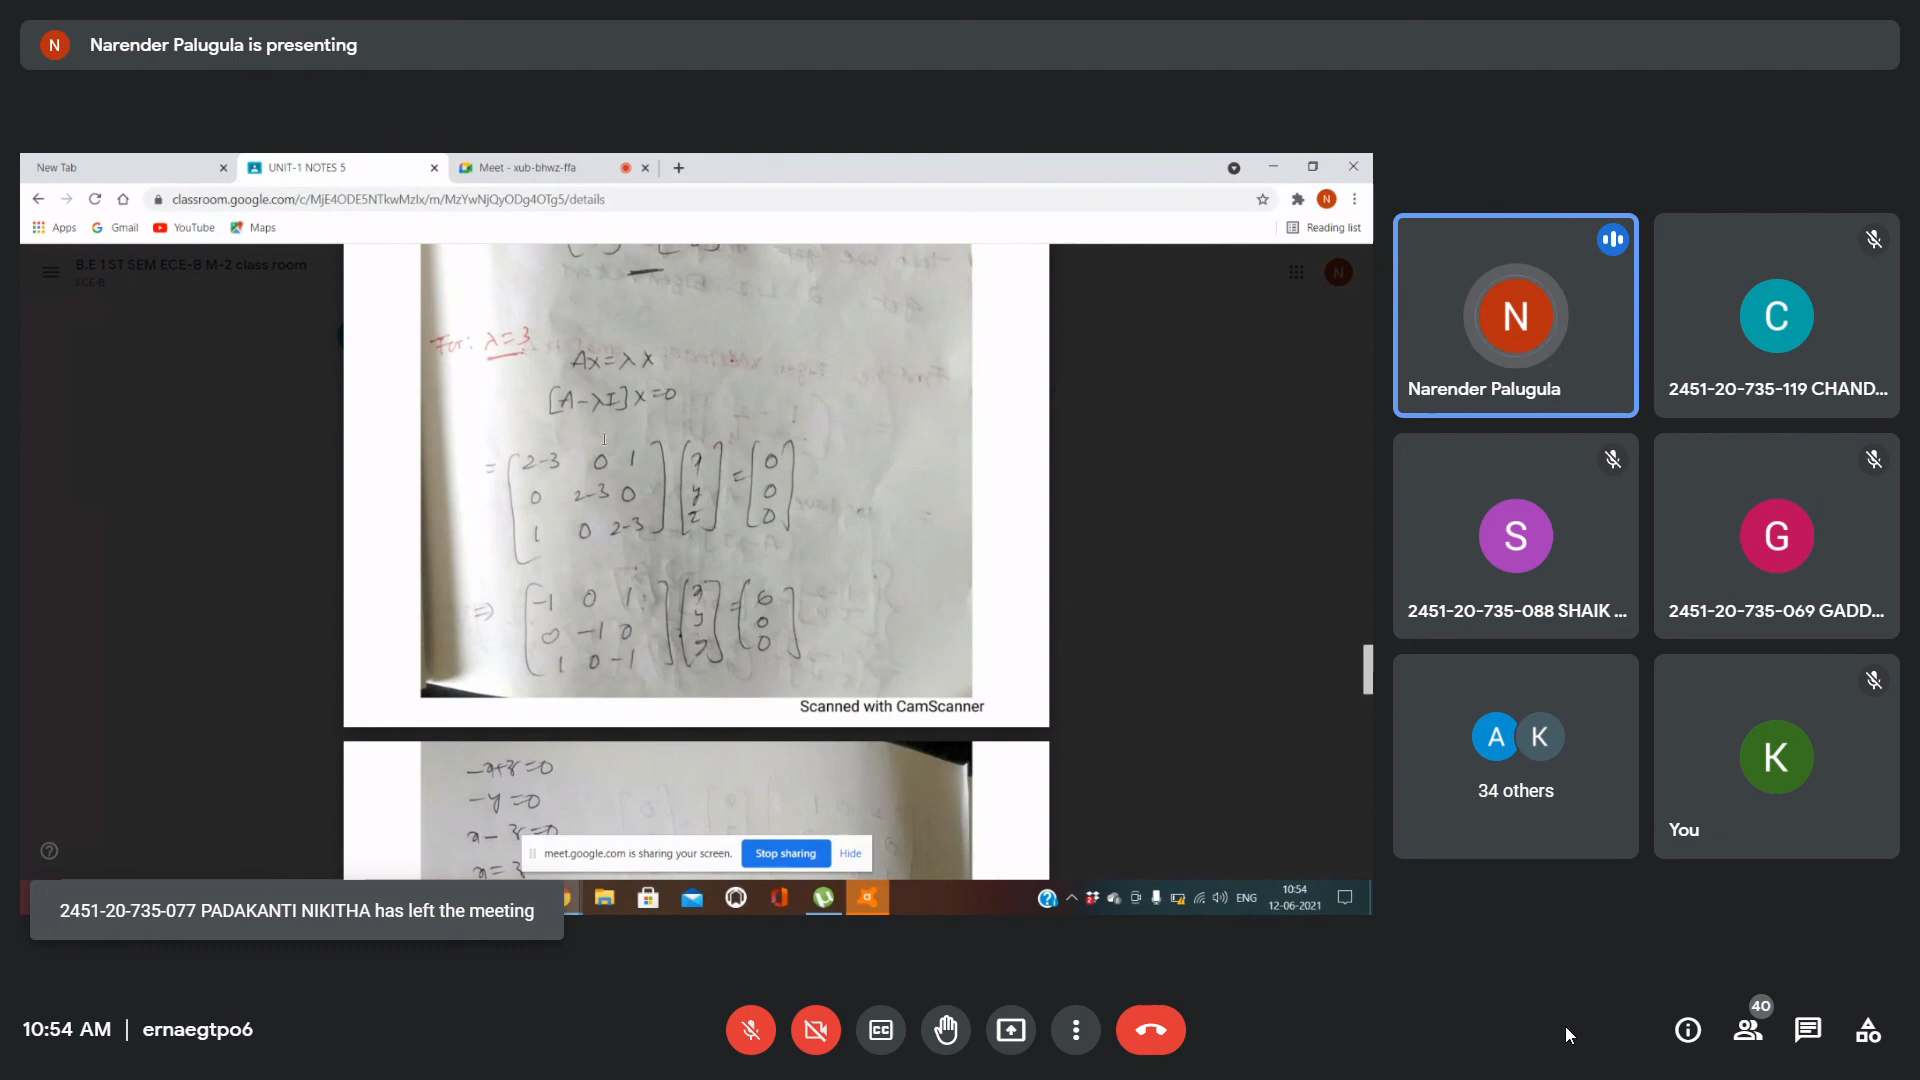 N Narender Palugula is presenting
New Tab
UNIT-1 NOTES 5
Meet - xub-bhwz-ffa
classroom.google.com/c/MjE4ODE5NTkwMzIx/m/MzYwNjQyODg4OTg5/details
Apps Gmail YouTube Maps Reading list
B.E 1 ST SEM ECE-B M-2 class room
ECE-B
N
For: λ=3
AX=λX
[A-λI]X=0
= [2-3 0 1] [x] = [0]
0 2-3 0 y 0
1 0 2-3 z 0
⇒ [-1 0 1] [x] = [0]
0 -1 0 y 0
1 0 -1 z 0
Scanned with CamScanner
-x+z=0
-y=0
x-z=0
x=z
meet.google.com is sharing your screen. Stop sharing Hide
ENG
10:54
12-06-2021
2451-20-735-077 PADAKANTI NIKITHA has left the meeting
N
Narender Palugula
C
2451-20-735-119 CHAND...
S
2451-20-735-088 SHAIK ...
G
2451-20-735-069 GADD...
A K
34 others
K
You
10:54 AM | ernaegtpo6
CC
40